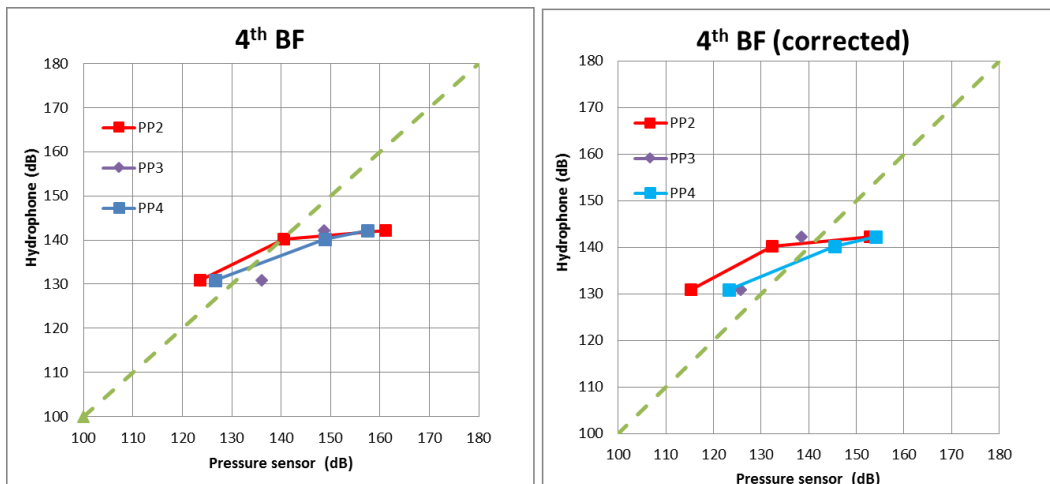 4th BF
180
170
160
150
140
130
120
110
100
Hydrophone (dB)
PP2
PP3
PP4
100 110 120 130 140 150 160 170 180
Pressure sensor (dB)
4th BF (corrected)
180
170
160
150
140
130
120
110
100
Hydrophone (dB)
PP2
PP3
PP4
100 110 120 130 140 150 160 170 180
Pressure sensor (dB)